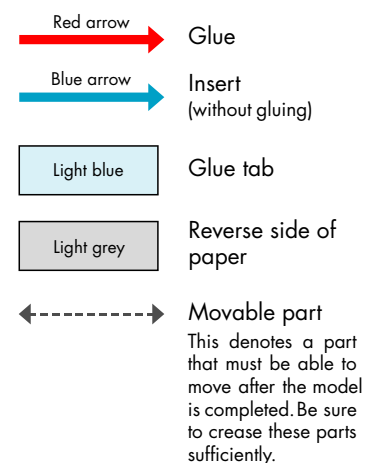 Red arrow
Glue
Blue arrow
Insert
(without gluing)
Light blue
Glue tab
Light grey
Reverse side of
paper
Movable part
This denotes a part
that must be able to
move after the model
is completed. Be sure
to crease these parts
sufficiently.